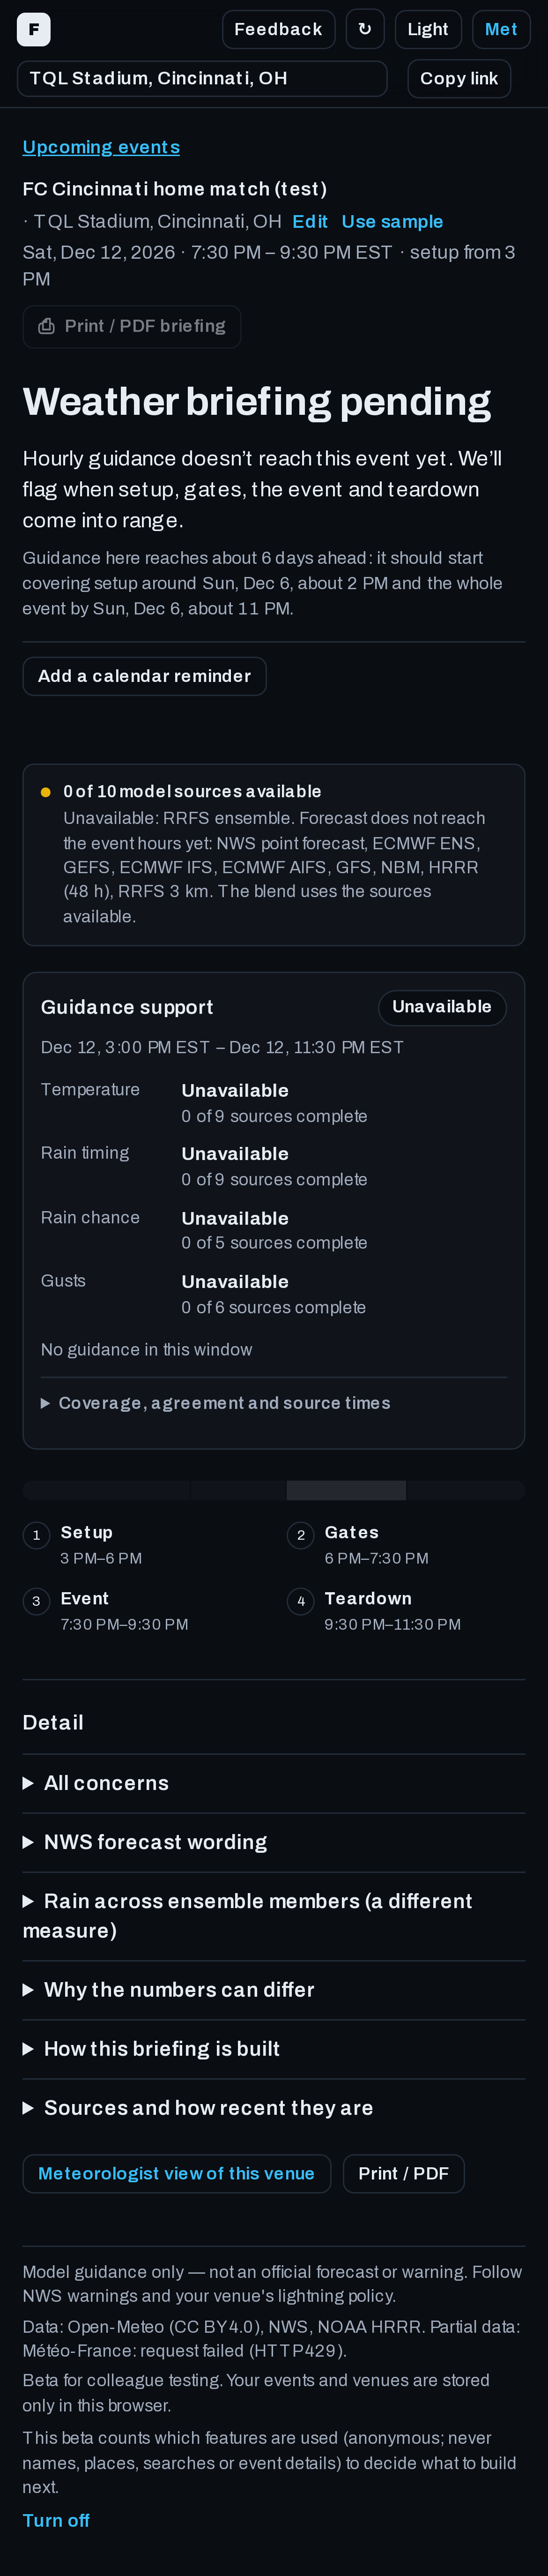 F
Feedback
↻
Light
Met
TQL Stadium, Cincinnati, OH
Copy link
Upcoming events
FC Cincinnati home match (test)
· TQL Stadium, Cincinnati, OH Edit Use sample
Sat, Dec 12, 2026 · 7:30 PM – 9:30 PM EST · setup from 3
PM
Print / PDF briefing
Weather briefing pending
Hourly guidance doesn’t reach this event yet. We’ll
flag when setup, gates, the event and teardown
come into range.
Guidance here reaches about 6 days ahead: it should start
covering setup around Sun, Dec 6, about 2 PM and the whole
event by Sun, Dec 6, about 11 PM.
Add a calendar reminder
0 of 10 model sources available
Unavailable: RRFS ensemble. Forecast does not reach
the event hours yet: NWS point forecast, ECMWF ENS,
GEFS, ECMWF IFS, ECMWF AIFS, GFS, NBM, HRRR
(48 h), RRFS 3 km. The blend uses the sources
available.
Guidance support
Unavailable
Dec 12, 3:00 PM EST – Dec 12, 11:30 PM EST
Temperature
Unavailable
0 of 9 sources complete
Rain timing
Unavailable
0 of 9 sources complete
Rain chance
Unavailable
0 of 5 sources complete
Gusts
Unavailable
0 of 6 sources complete
No guidance in this window
Coverage, agreement and source times
1 Setup
3 PM–6 PM
2 Gates
6 PM–7:30 PM
3 Event
7:30 PM–9:30 PM
4 Teardown
9:30 PM–11:30 PM
Detail
All concerns
NWS forecast wording
Rain across ensemble members (a different
measure)
Why the numbers can differ
How this briefing is built
Sources and how recent they are
Meteorologist view of this venue
Print / PDF
Model guidance only — not an official forecast or warning. Follow
NWS warnings and your venue's lightning policy.
Data: Open-Meteo (CC BY 4.0), NWS, NOAA HRRR. Partial data:
Météo-France: request failed (HTTP 429).
Beta for colleague testing. Your events and venues are stored
only in this browser.
This beta counts which features are used (anonymous; never
names, places, searches or event details) to decide what to build
next.
Turn off